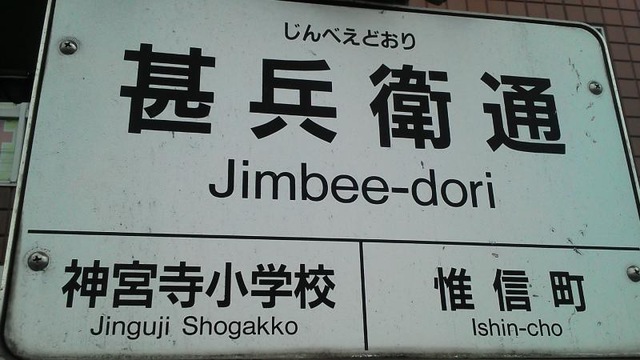 じんべえどおり
甚兵衛通
Jimbee-dori
神宮寺小学校
Jinguji Shogakko
惟信町
Ishin-cho